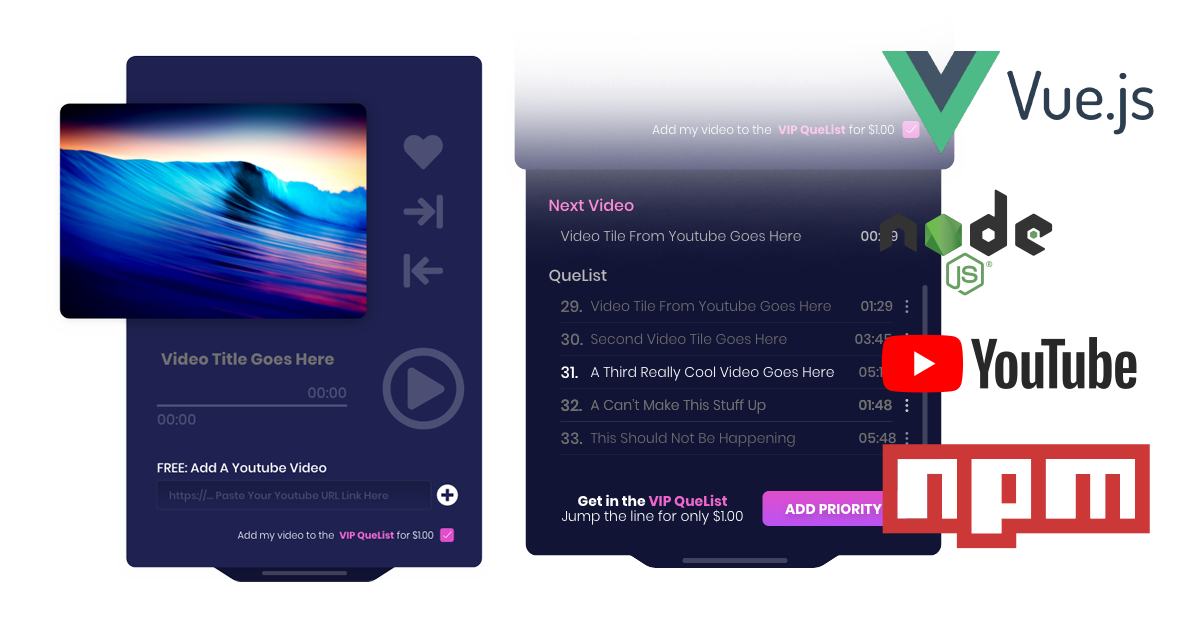 Video Title Goes Here
00:00
00:00
FREE: Add A Youtube Video
https://... Paste Your Youtube URL Link Here
Add my video to the VIP QueList for $1.00
Add my video to the VIP QueList for $1.00
Next Video
Video Tile From Youtube Goes Here
QueList
29. Video Tile From Youtube Goes Here 01:29
30. Second Video Tile Goes Here 03:45
31. A Third Really Cool Video Goes Here
32. A Can't Make This Stuff Up 01:48
33. This Should Not Be Happening 05:48
Get in the VIP QueList
Jump the line for only $1.00
ADD PRIORITY
Vue.js
node
JS
YouTube
npm